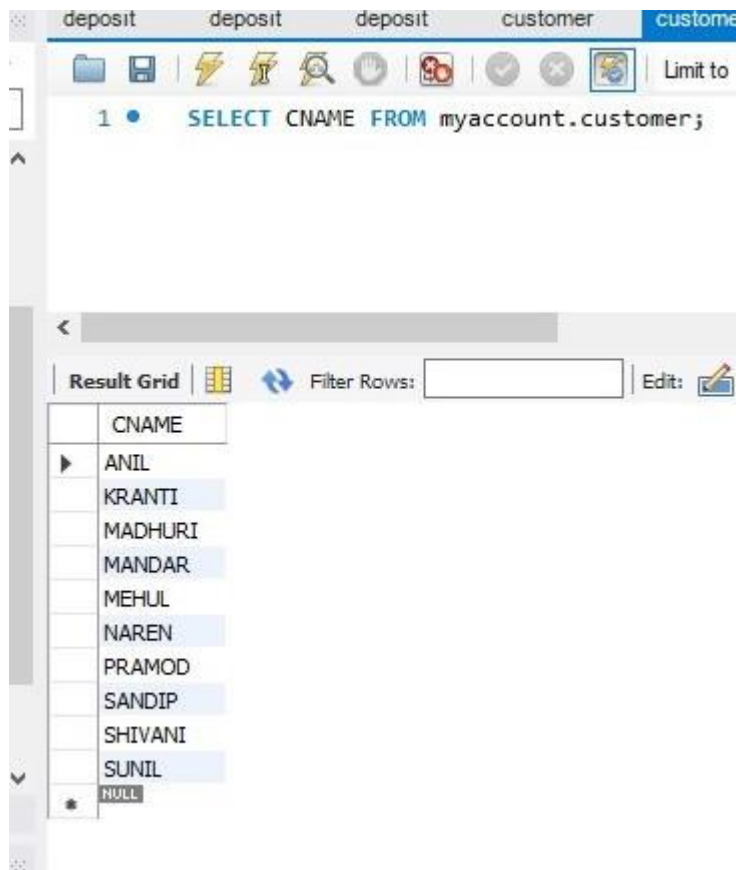 deposit deposit deposit customer custome
Limit to
1 SELECT CNAME FROM myaccount.customer;
Result Grid Filter Rows: Edit:
CNAME
ANIL
KRANTI
MADHURI
MANDAR
MEHUL
NAREN
PRAMOD
SANDIP
SHIVANI
SUNIL
NULL